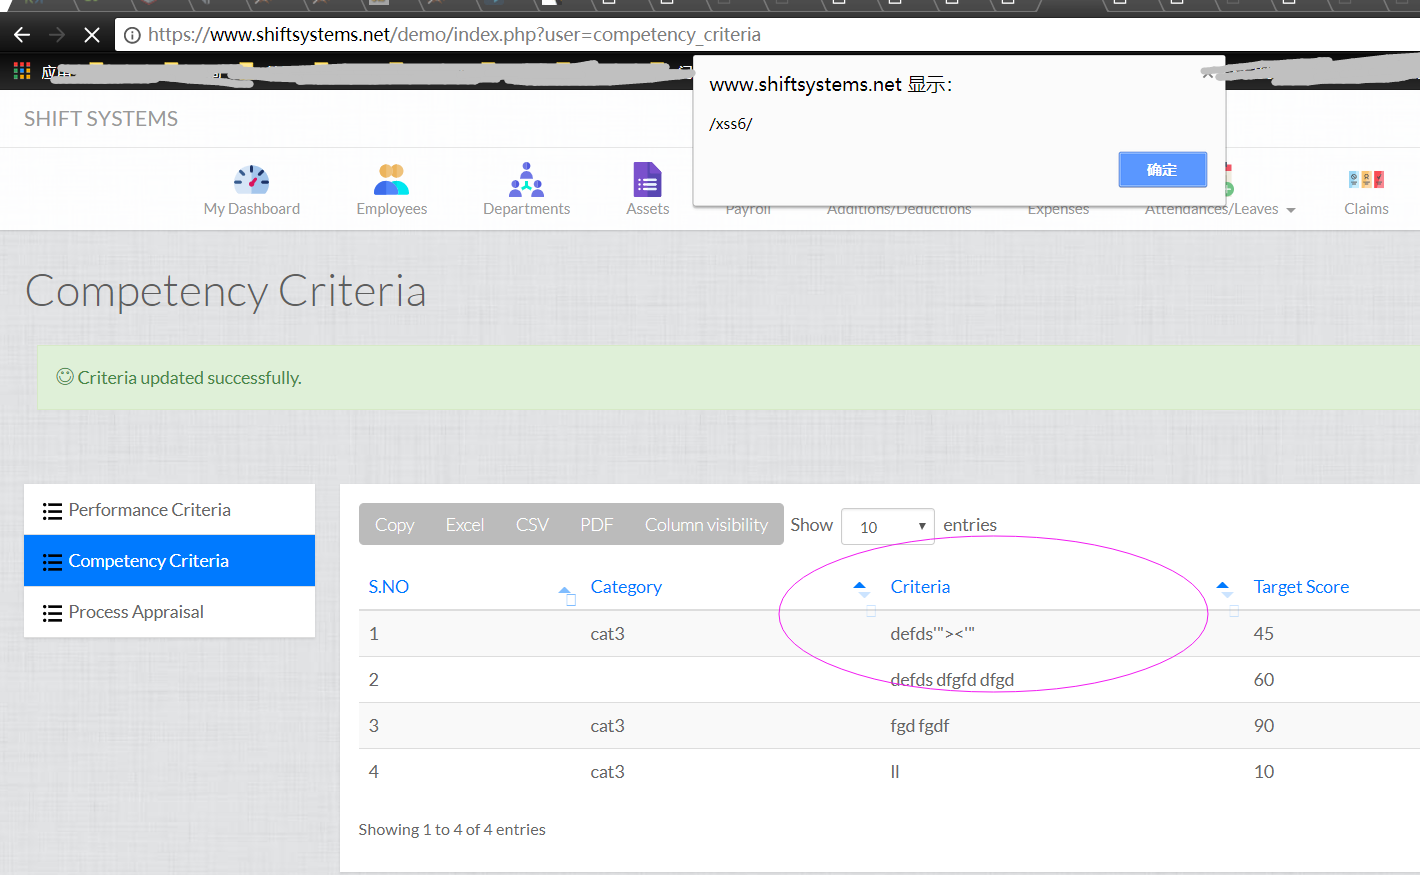 https://www.shiftsystems.net/demo/index.php?user=competency_criteria
应用
www.shiftsystems.net 显示：
/xss6/
确定
SHIFT SYSTEMS
My Dashboard
Employees
Departments
Assets
Payroll
Additions/Deductions
Expenses
Attendances/Leaves
Claims
Competency Criteria
Criteria updated successfully.
Performance Criteria
Competency Criteria
Process Appraisal
Copy Excel CSV PDF Column visibility Show 10 entries
S.NO Category Criteria Target Score
1 cat3 defds'"><'" 45
2 defds dfgfd dfgd 60
3 cat3 fgd fgdf 90
4 cat3 ll 10
Showing 1 to 4 of 4 entries